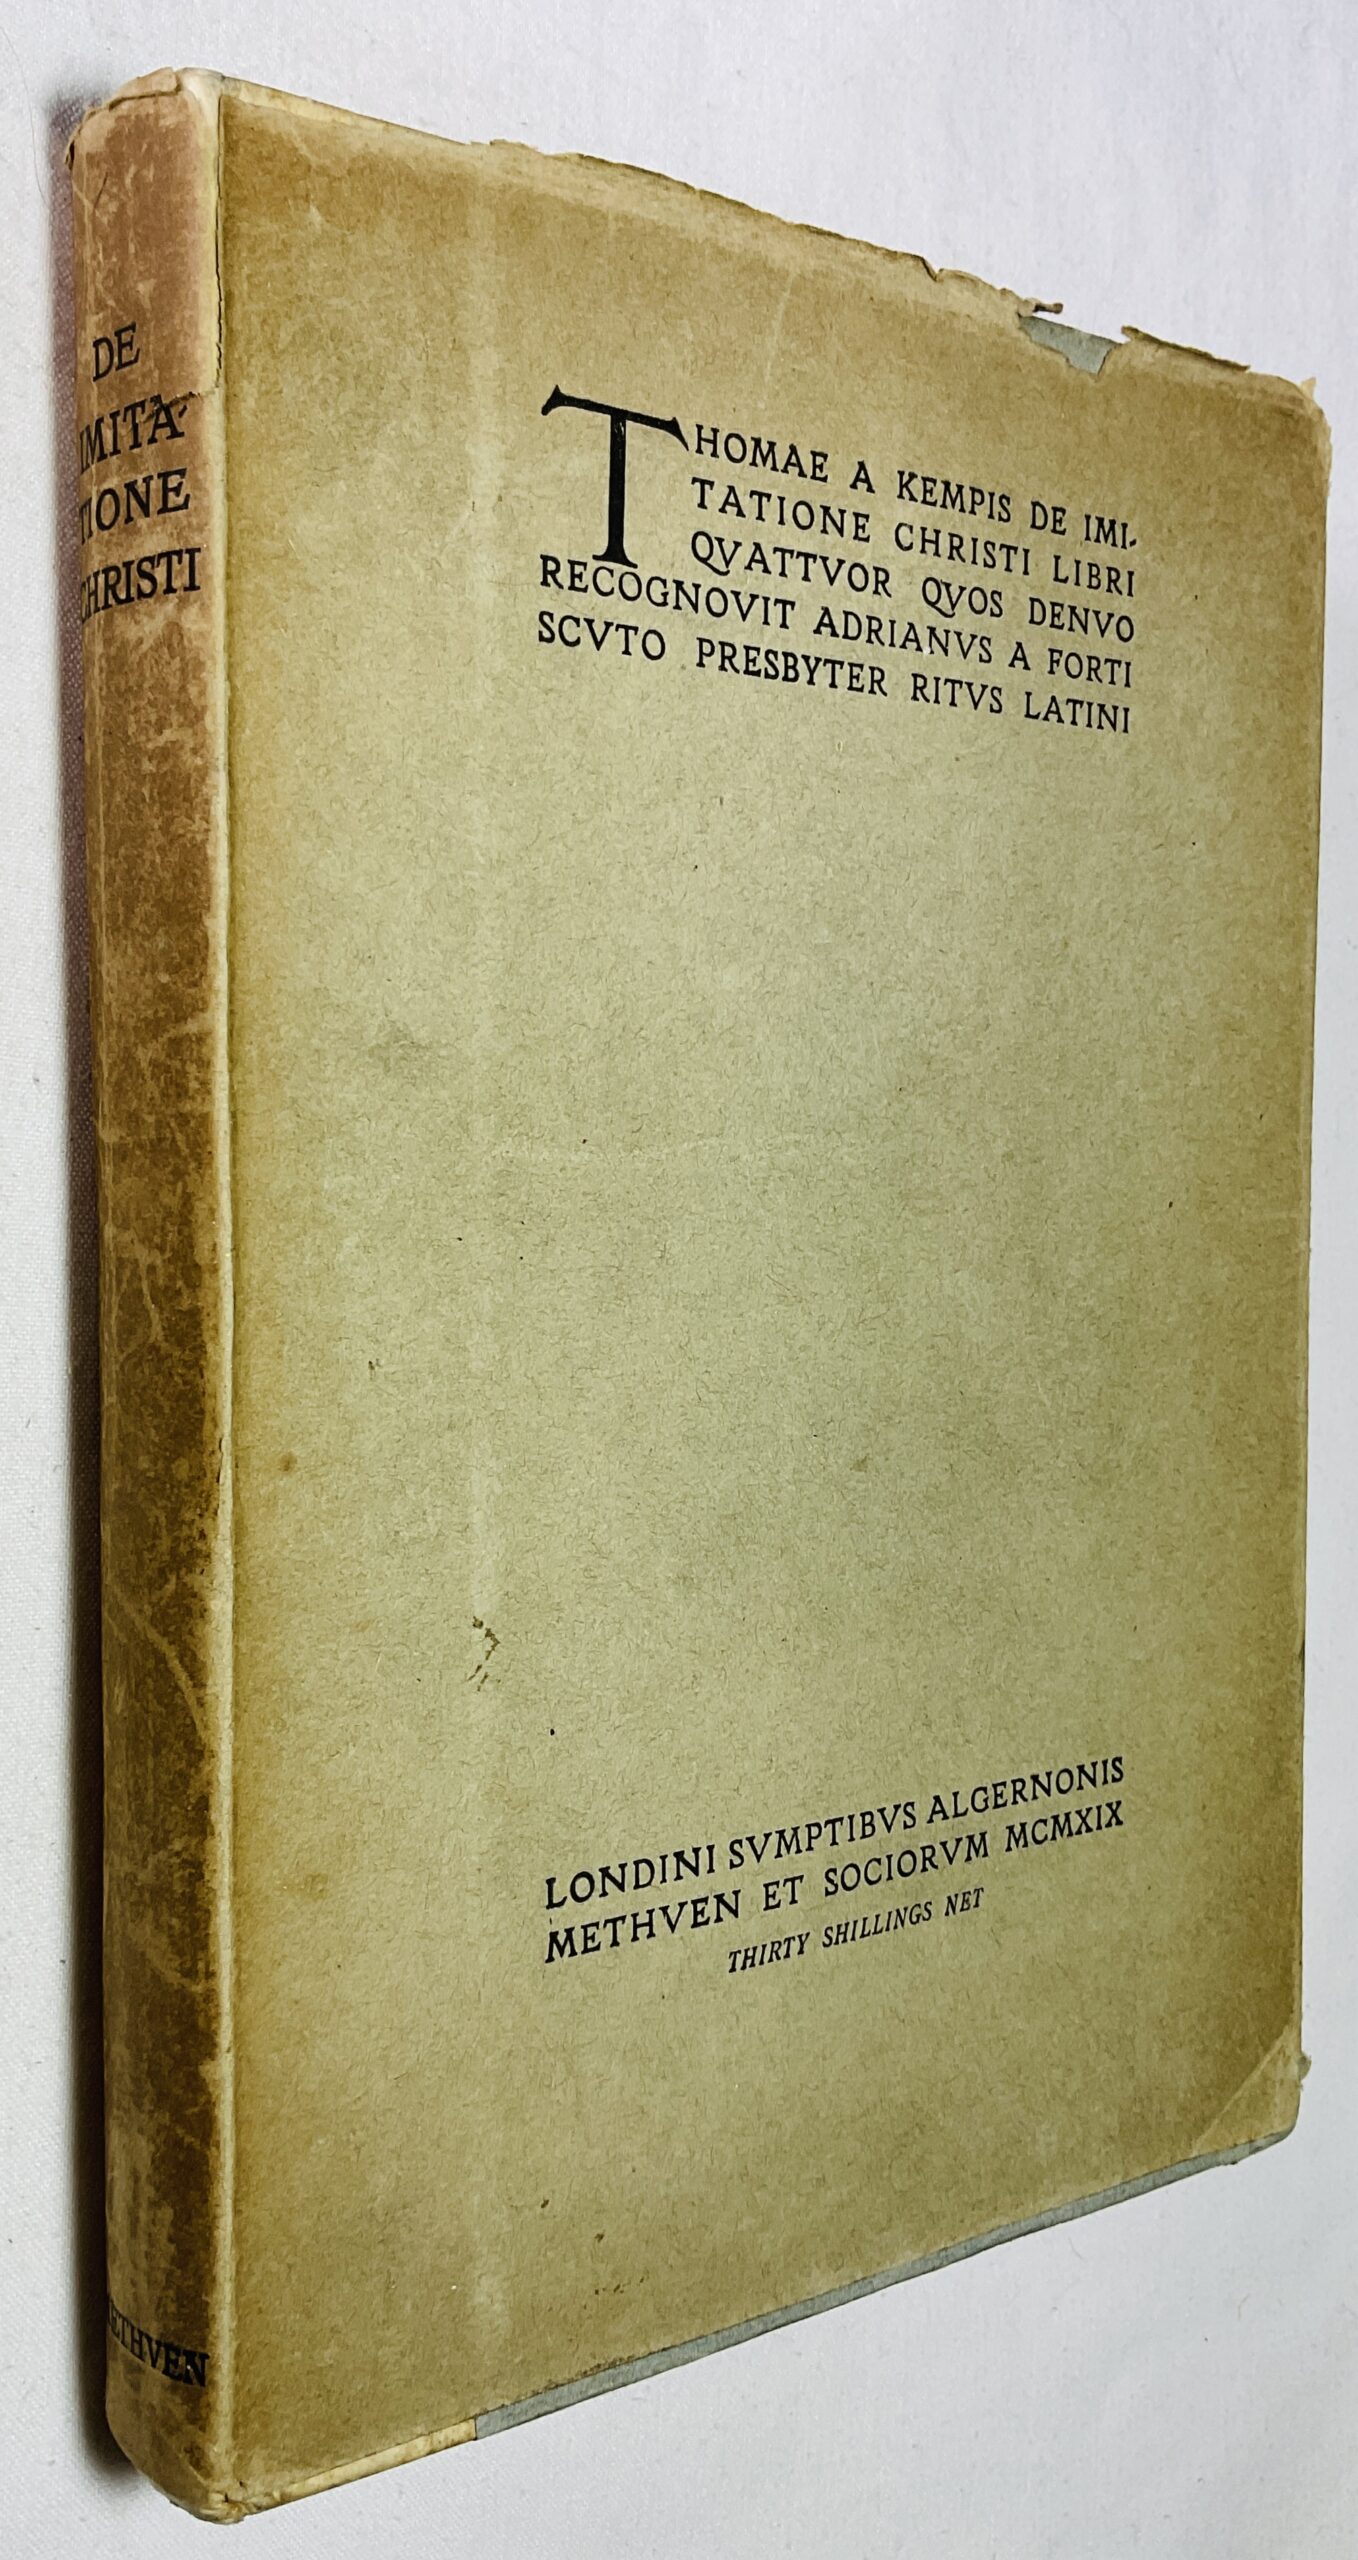 DE
IMITA-
TIONE
CHRISTI
METHVEN
THOMAE A KEMPIS DE IMI-
TATIONE CHRISTI LIBRI
QVATTVOR QVOS DENVO
RECOGNOVIT ADRIANVS A FORTI
SCVTO PRESBYTER RITVS LATINI
LONDINI SVMPTIBVS ALGERNONIS
METHVEN ET SOCIORVM MCMXIX
THIRTY SHILLINGS NET